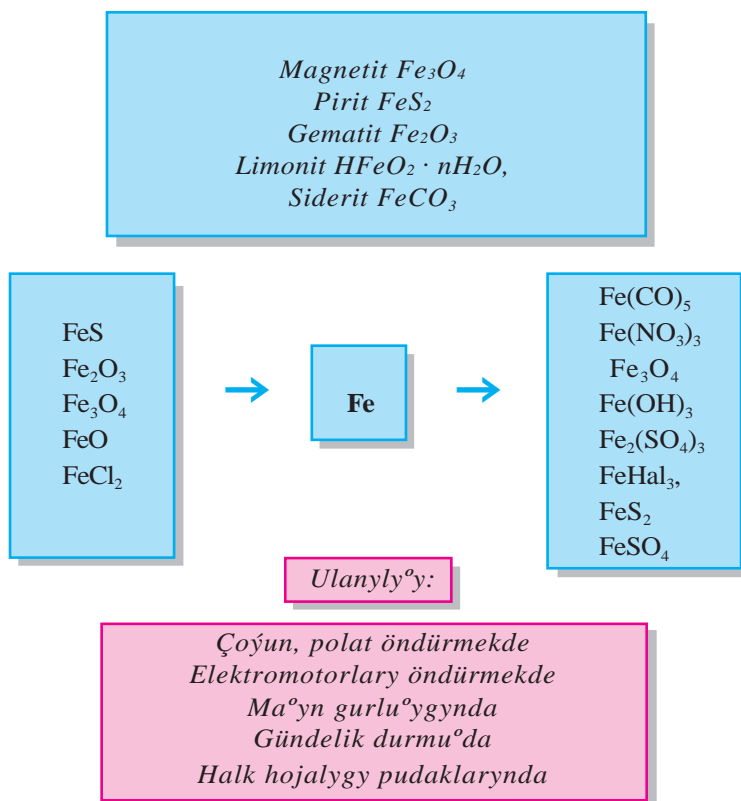 Magnetit Fe₃O₄
Pirit FeS₂
Gematit Fe₂O₃
Limonit HFeO₂ · nH₂O,
Siderit FeCO₃
FeS
Fe₂O₃
Fe₃O₄
FeO
FeCl₂
→
Fe
→
Fe(CO)₅
Fe(NO₃)₃
Fe₃O₄
Fe(OH)₃
Fe₂(SO₄)₃
FeHal₃,
FeS₂
FeSO₄
Ulanylyºy:
Çoýun, polat öndürmekde
Elektromotorlary öndürmekde
Maºyn gurluºygynda
Gündelik durmuºda
Halk hojalygy pudaklarynda